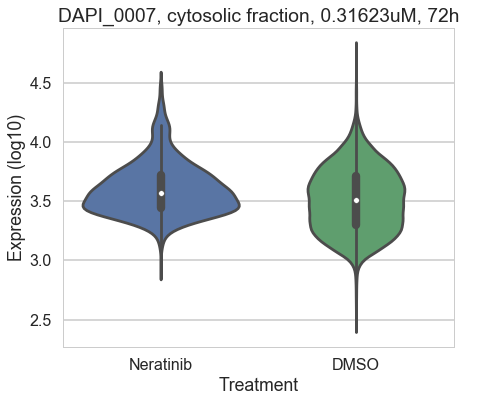 DAPI_0007, cytosolic fraction, 0.31623uM, 72h
Expression (log10)
4.5
4.0
3.5
3.0
2.5
Neratinib DMSO
Treatment